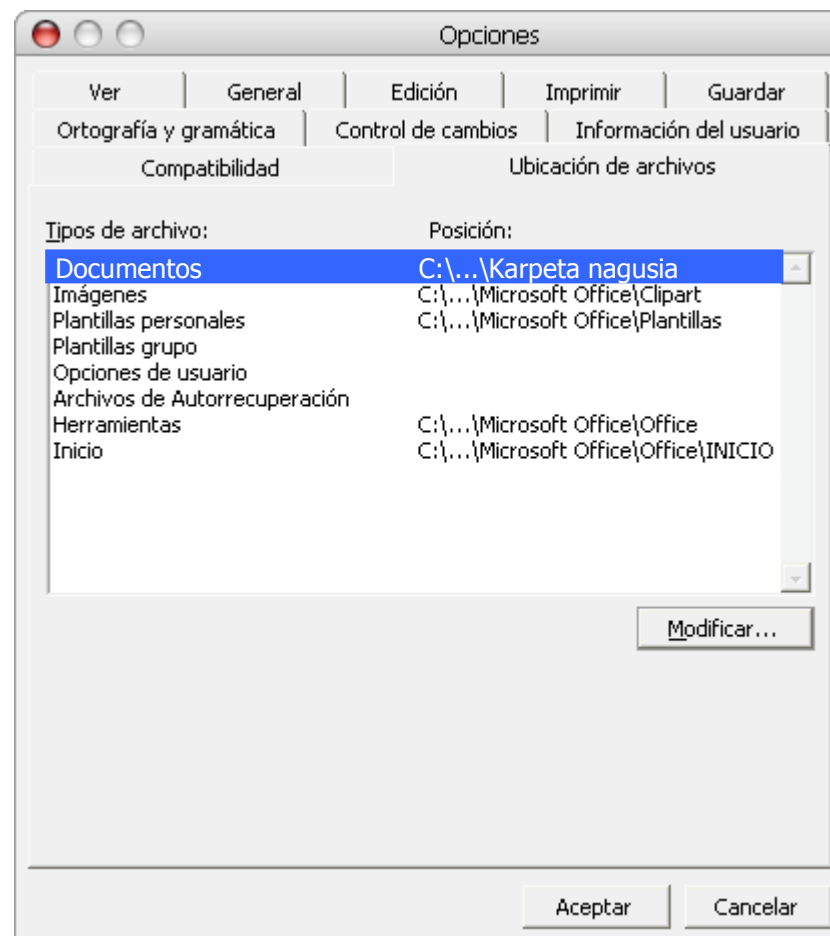 Opciones
Ver General Edición Imprimir Guardar
Ortografía y gramática Control de cambios Información del usuario
Compatibilidad Ubicación de archivos
Tipos de archivo: Posición:
Documentos C:\...\Karpeta nagusia
Imágenes C:\...\Microsoft Office\Clipart
Plantillas personales C:\...\Microsoft Office\Plantillas
Plantillas grupo
Opciones de usuario
Archivos de Autorrecuperación
Herramientas C:\...\Microsoft Office\Office
Inicio C:\...\Microsoft Office\Office\INICIO
Modificar...
Aceptar Cancelar